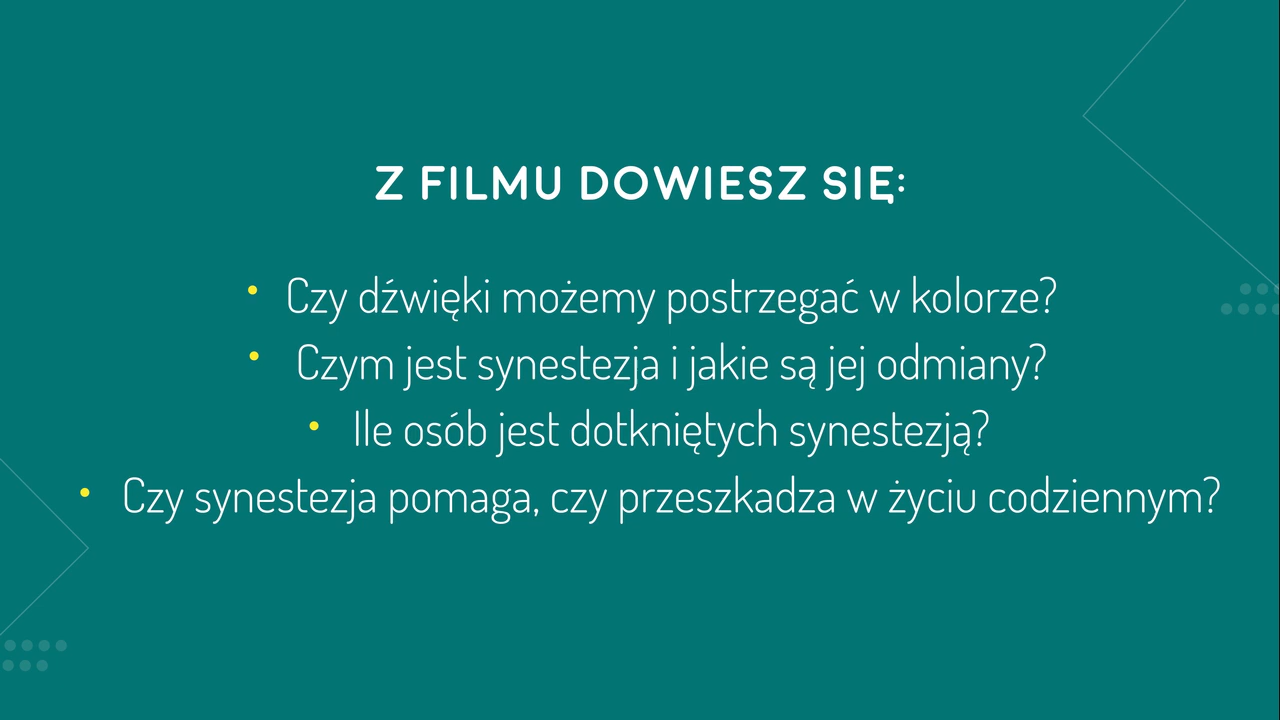 Z FILMU DOWIESZ SIĘ:
• Czy dźwięki możemy postrzegać w kolorze?
• Czym jest synestezja i jakie są jej odmiany?
• Ile osób jest dotkniętych synestezją?
• Czy synestezja pomaga, czy przeszkadza w życiu codziennym?